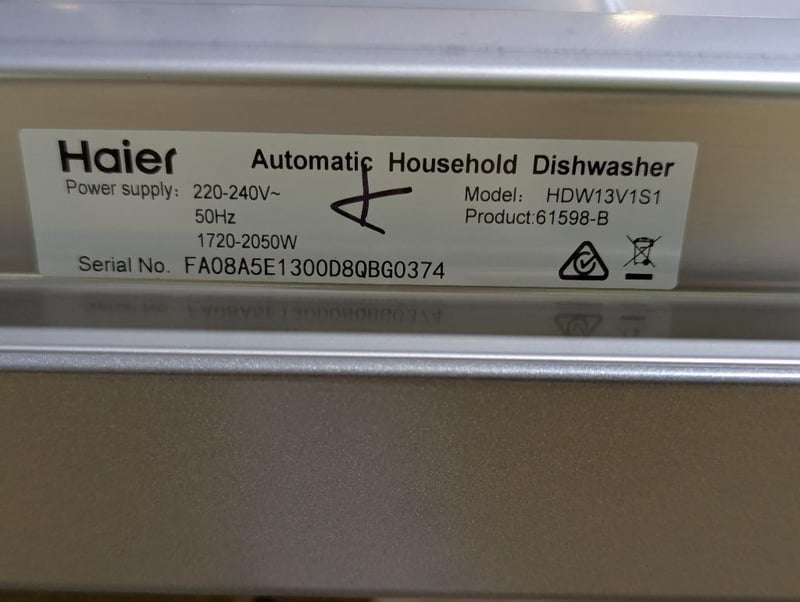 Haier Automatic Household Dishwasher
Power supply: 220-240V~ Model: HDW13V1S1
50Hz Product:61598-B
1720-2050W
Serial No. FA08A5E1300D8QBG0374